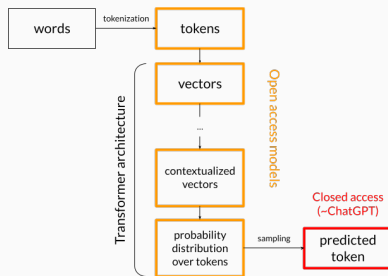 words
tokenization
tokens
vectors
...
contextualized
vectors
probability
distribution
over tokens
sampling
predicted
token
Transformer architecture
Open access
models
Closed access
(~ChatGPT)